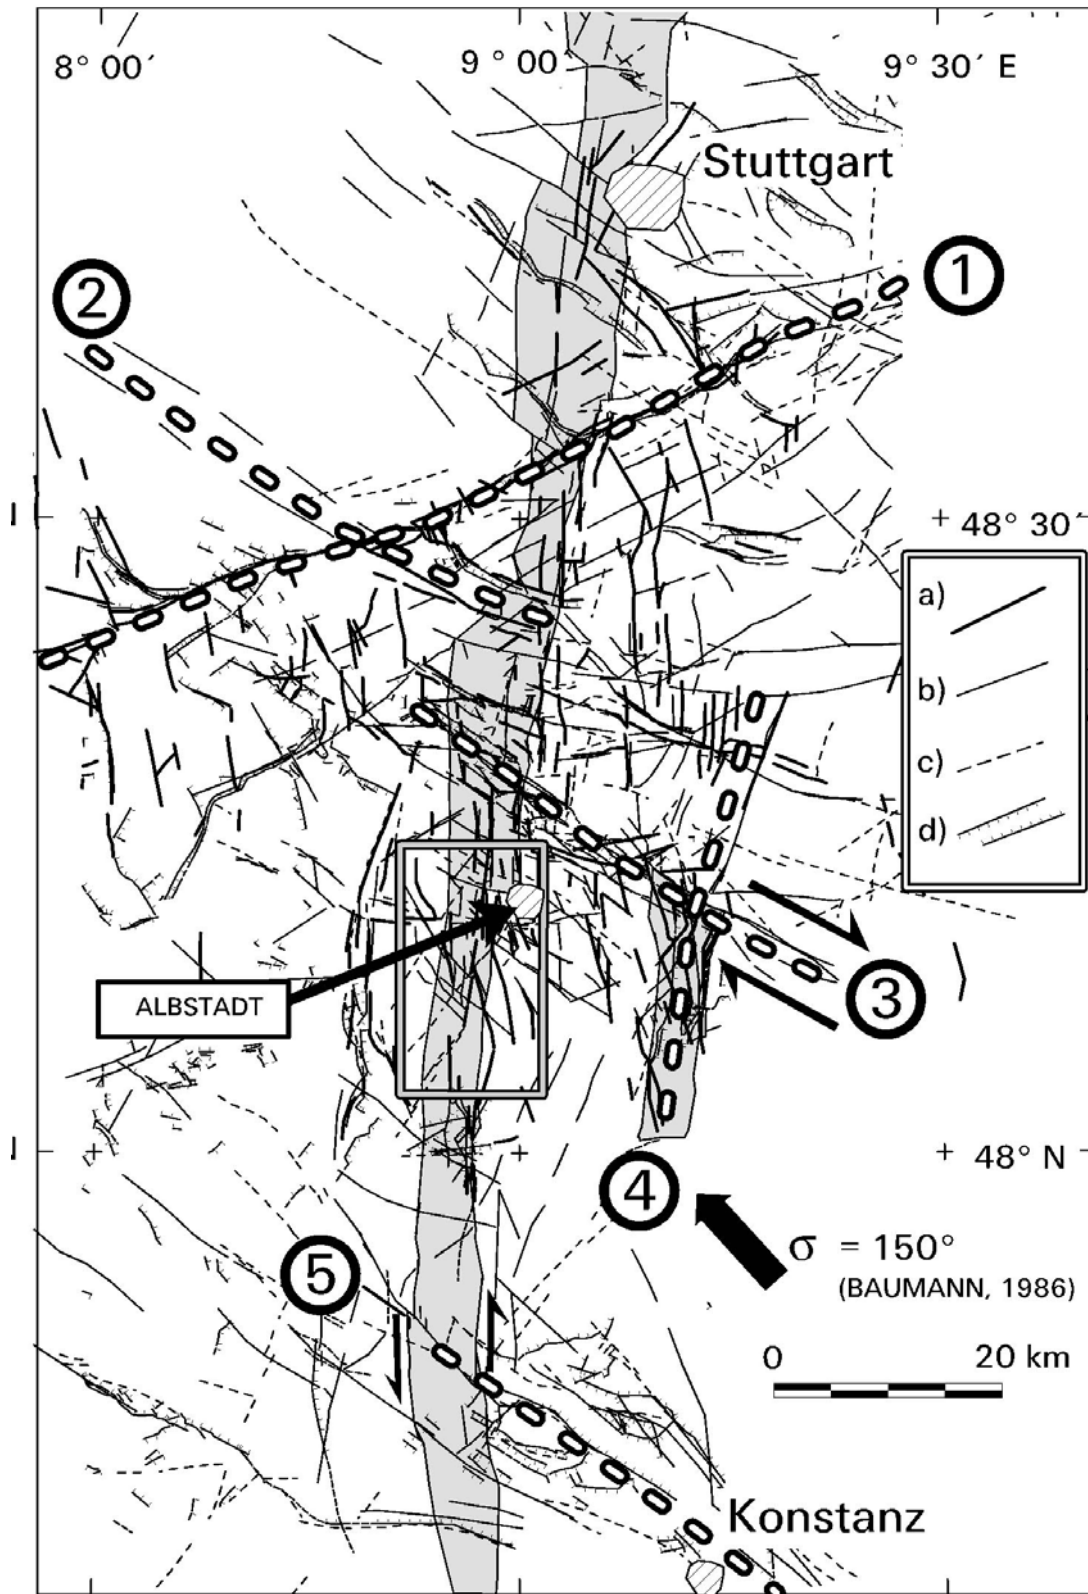 8° 00′
9° 00
9° 30′ E
Stuttgart
1
2
48° 30′
a)
b)
c)
d)
ALBSTADT
3
48° N
4
σ = 150°
(BAUMANN, 1986)
5
0 20 km
Konstanz